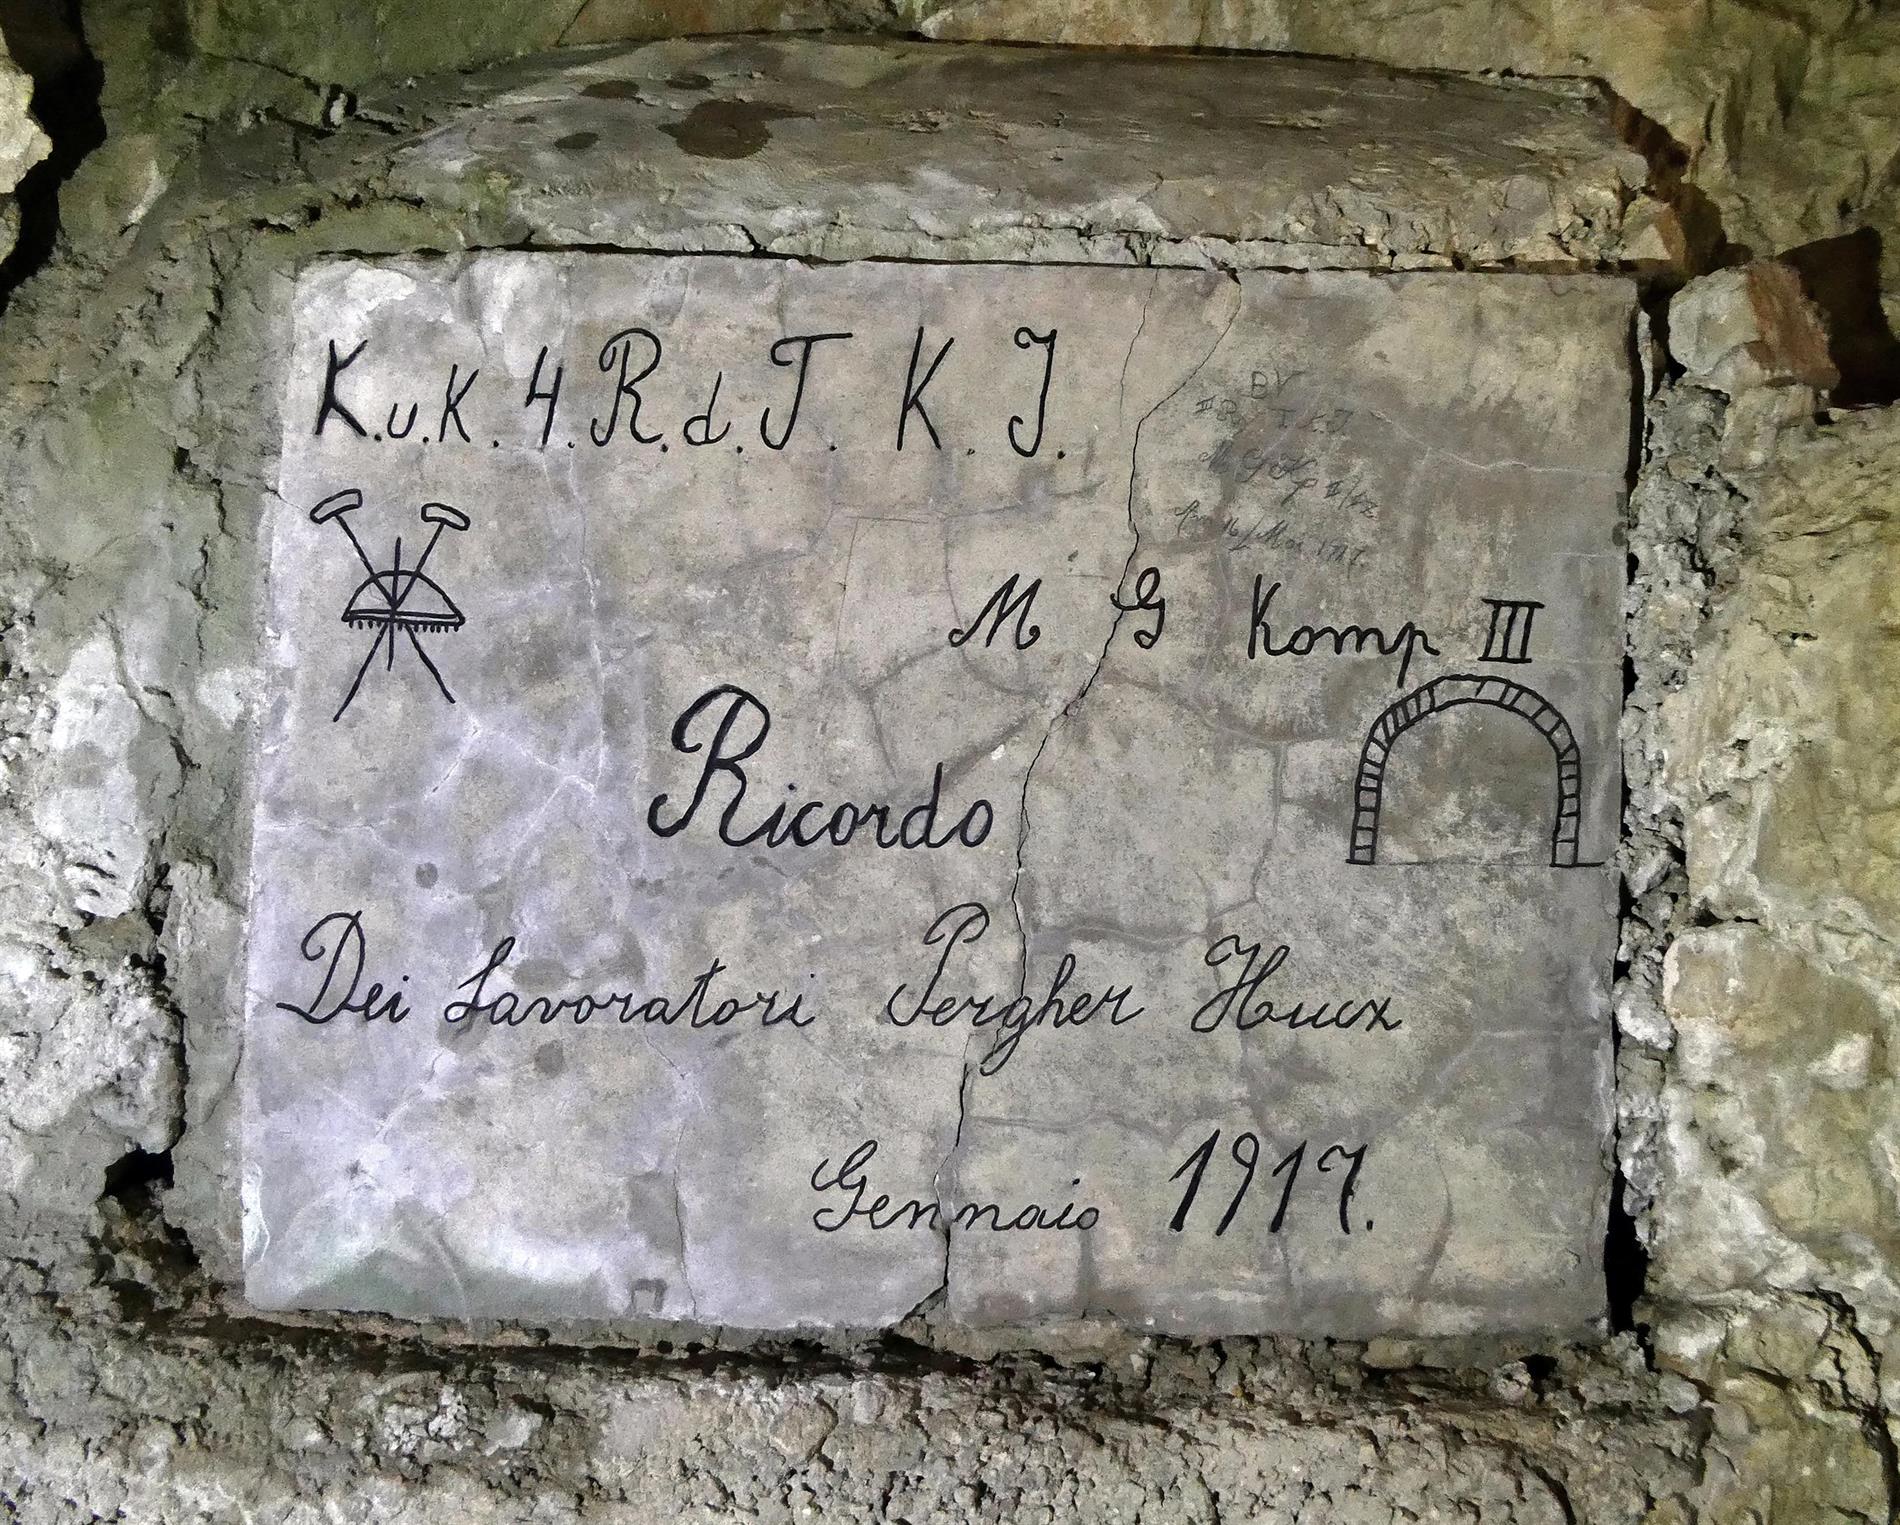 K.u.K. 4. R.d.T. K. J.
M G Komp III
Ricordo
Dei Lavoratori Pergher Hucx
Gennaio 1917.